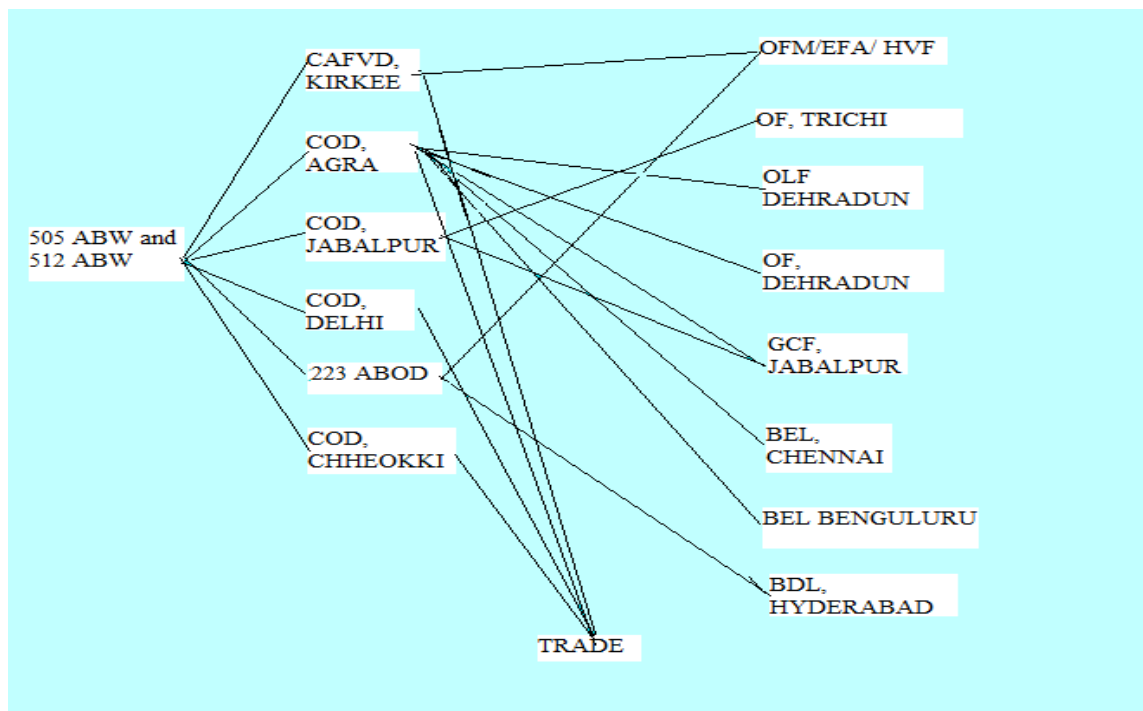 505 ABW and
512 ABW
CAFVD,
KIRKEE
COD,
AGRA
COD,
JABALPUR
COD,
DELHI
223 ABOD
COD,
CHHEOKKI
OFM/EFA/ HVF
OF, TRICHI
OLF
DEHRADUN
OF,
DEHRADUN
GCF,
JABALPUR
BEL,
CHENNAI
BEL BENGULURU
BDL,
HYDERABAD
TRADE